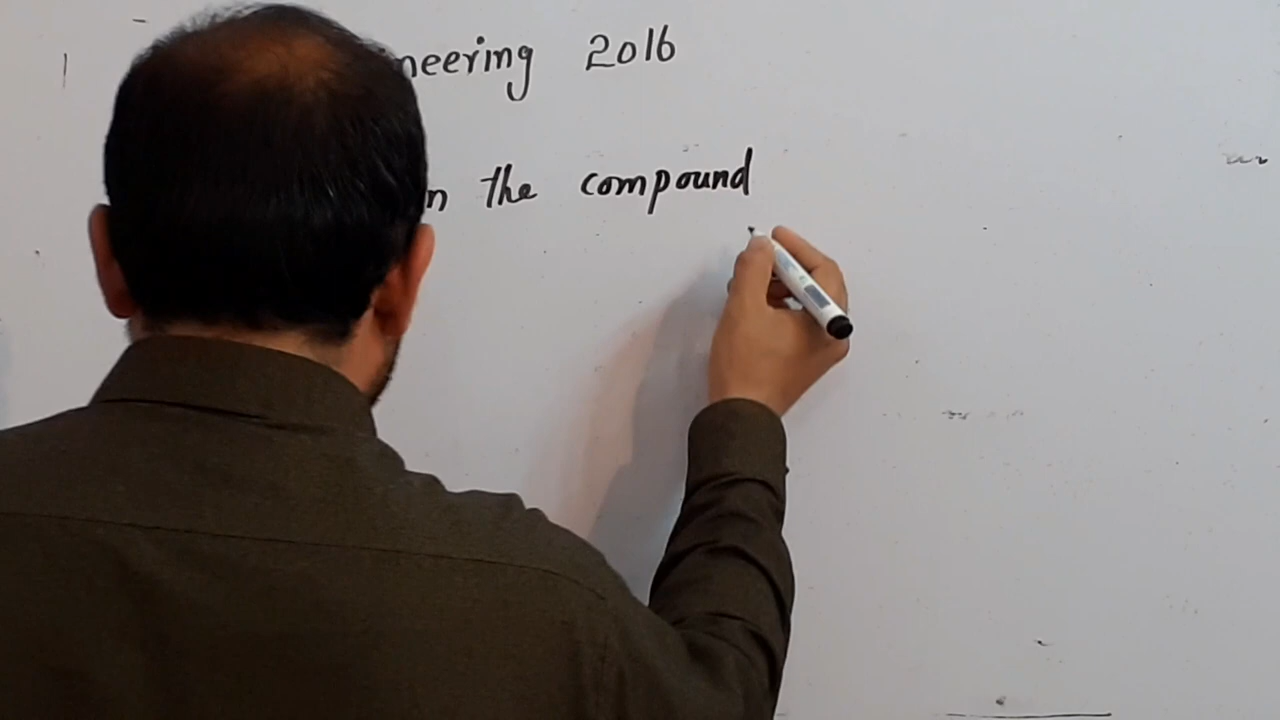 neering 2016
n the compound